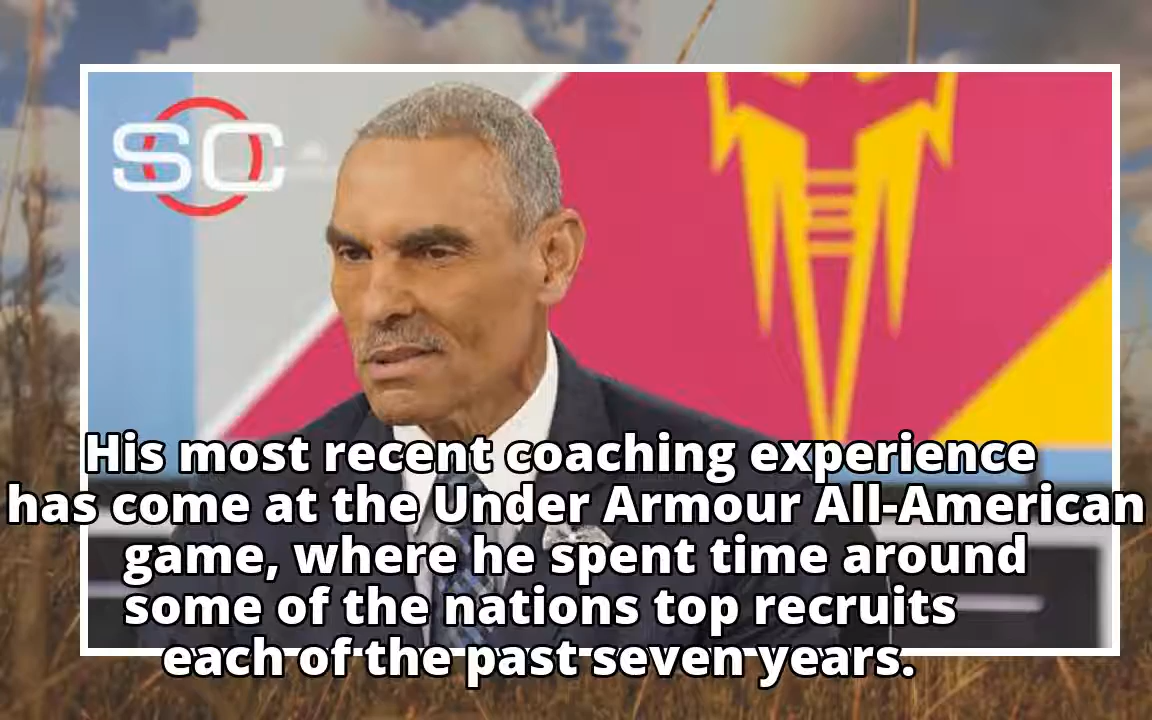 SC
His most recent coaching experience
has come at the Under Armour All-American
game, where he spent time around
some of the nations top recruits
each of the past seven years.